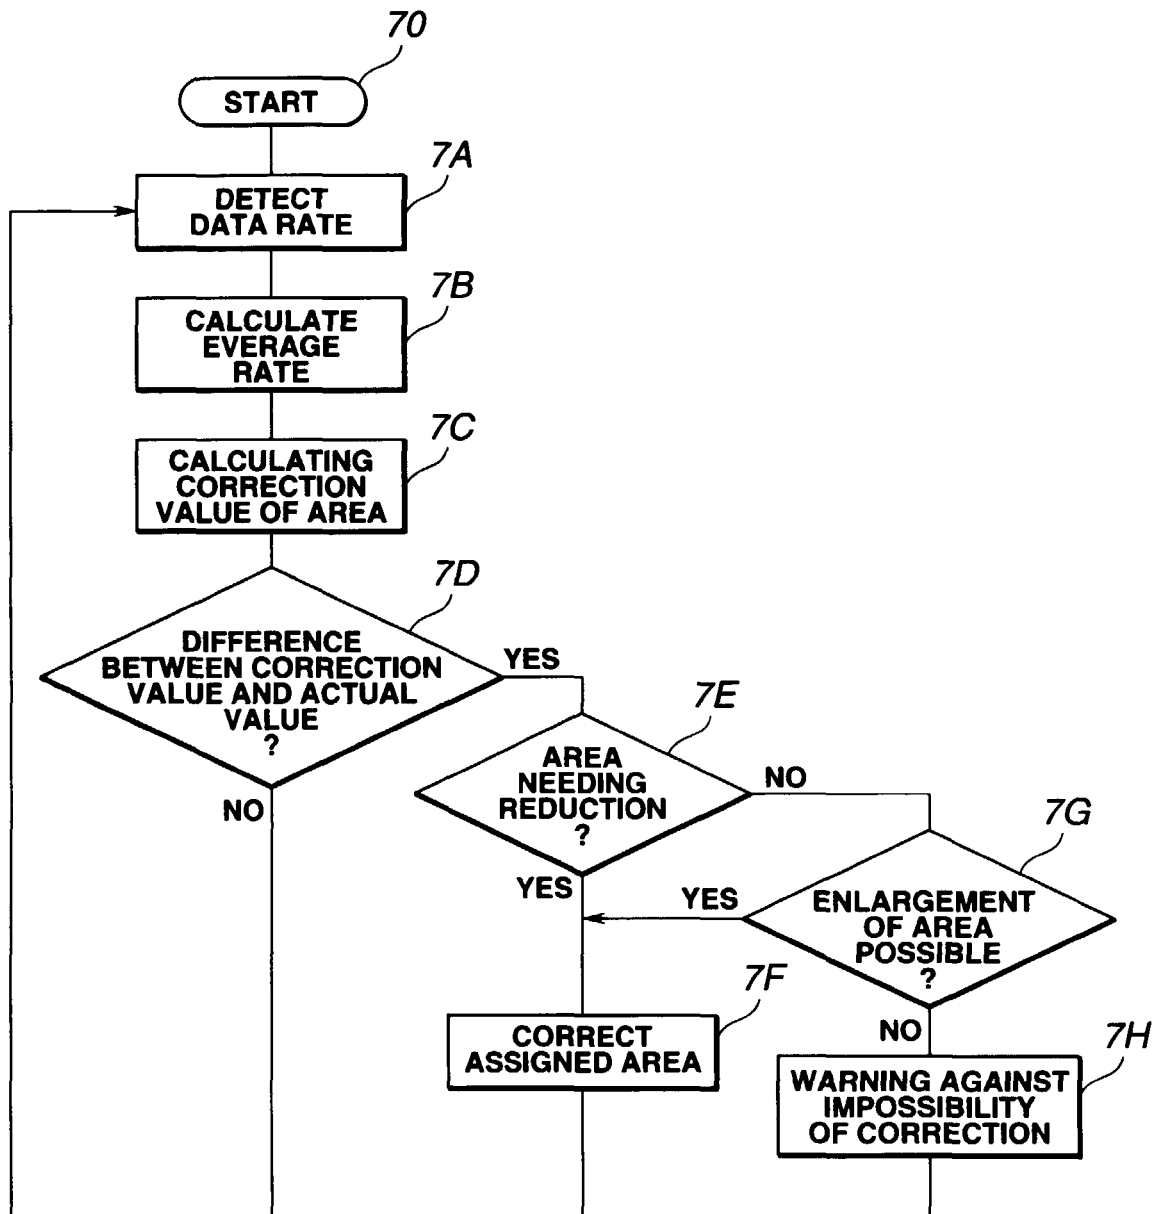 70
START
7A
DETECT
DATA RATE
7B
CALCULATE
EVERAGE
RATE
7C
CALCULATING
CORRECTION
VALUE OF AREA
7D
DIFFERENCE
BETWEEN CORRECTION
VALUE AND ACTUAL
VALUE
?
YES
NO
7E
AREA
NEEDING
REDUCTION
?
NO
YES
7G
ENLARGEMENT
OF AREA
POSSIBLE
?
YES
NO
7F
CORRECT
ASSIGNED AREA
7H
WARNING AGAINST
IMPOSSIBILITY
OF CORRECTION